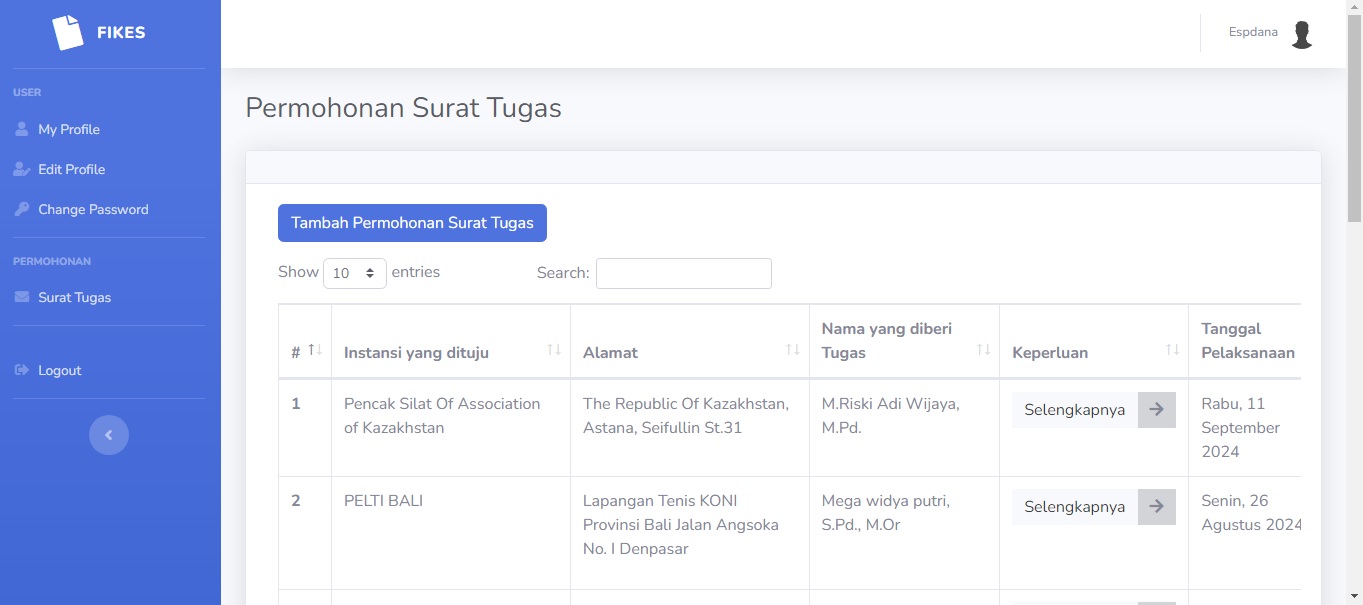 FIKES
Espdana
USER
My Profile
Edit Profile
Change Password
PERMOHONAN
Surat Tugas
Logout
Permohonan Surat Tugas
Tambah Permohonan Surat Tugas
Show 10 entries
Search:
#
Instansi yang dituju
Alamat
Nama yang diberi
Tugas
Keperluan
Tanggal
Pelaksanaan
1
Pencak Silat Of Association
of Kazakhstan
The Republic Of Kazakhstan,
Astana, Seifullin St.31
M.Riski Adi Wijaya,
M.Pd.
Selengkapnya
Rabu, 11
September
2024
2
PELTI BALI
Lapangan Tenis KONI
Provinsi Bali Jalan Angsoka
No. I Denpasar
Mega widya putri,
S.Pd., M.Or
Selengkapnya
Senin, 26
Agustus 2024